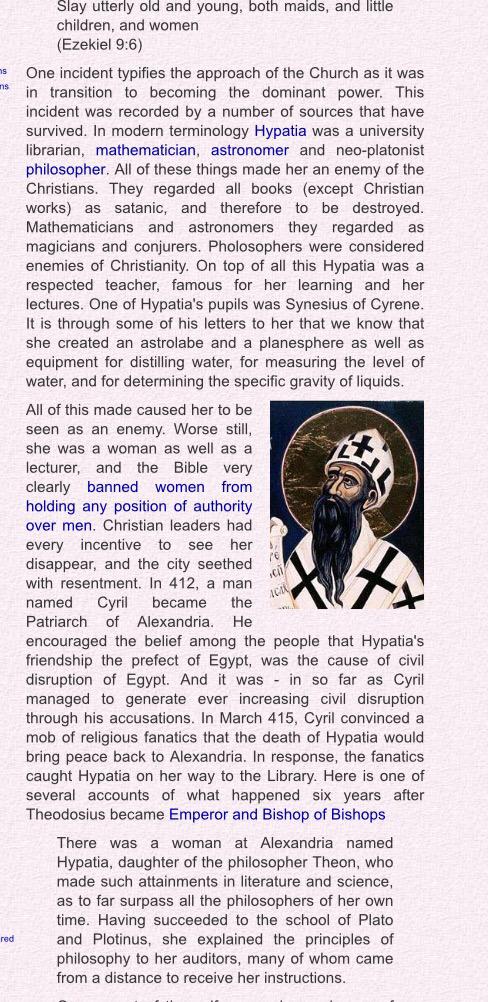 Slay utterly old and young, both maids, and little
children, and women
(Ezekiel 9:6)
ns
One incident typifies the approach of the Church as it was
ns
in transition to becoming the dominant power. This
incident was recorded by a number of sources that have
survived. In modern terminology Hypatia was a university
librarian, mathematician, astronomer and neo-platonist
philosopher. All of these things made her an enemy of the
Christians. They regarded all books (except Christian
works) as satanic, and therefore to be destroyed.
Mathematicians and astronomers they regarded as
magicians and conjurers. Pholosophers were considered
enemies of Christianity. On top of all this Hypatia was a
respected teacher, famous for her learning and her
lectures. One of Hypatia's pupils was Synesius of Cyrene.
It is through some of his letters to her that we know that
she created an astrolabe and a planesphere as well as
equipment for distilling water, for measuring the level of
water, and for determining the specific gravity of liquids.
All of this made caused her to be
seen as an enemy. Worse still,
she was a woman as well as a
lecturer, and the Bible very
clearly banned women from
holding any position of authority
over men. Christian leaders had
every incentive to see her
disappear, and the city seethed
with resentment. In 412, a man
named Cyril became the
Patriarch of Alexandria. He
encouraged the belief among the people that Hypatia's
friendship the prefect of Egypt, was the cause of civil
disruption of Egypt. And it was - in so far as Cyril
managed to generate ever increasing civil disruption
through his accusations. In March 415, Cyril convinced a
mob of religious fanatics that the death of Hypatia would
bring peace back to Alexandria. In response, the fanatics
caught Hypatia on her way to the Library. Here is one of
several accounts of what happened six years after
Theodosius became Emperor and Bishop of Bishops
There was a woman at Alexandria named
Hypatia, daughter of the philosopher Theon, who
made such attainments in literature and science,
as to far surpass all the philosophers of her own
time. Having succeeded to the school of Plato
red
and Plotinus, she explained the principles of
philosophy to her auditors, many of whom came
from a distance to receive her instructions.